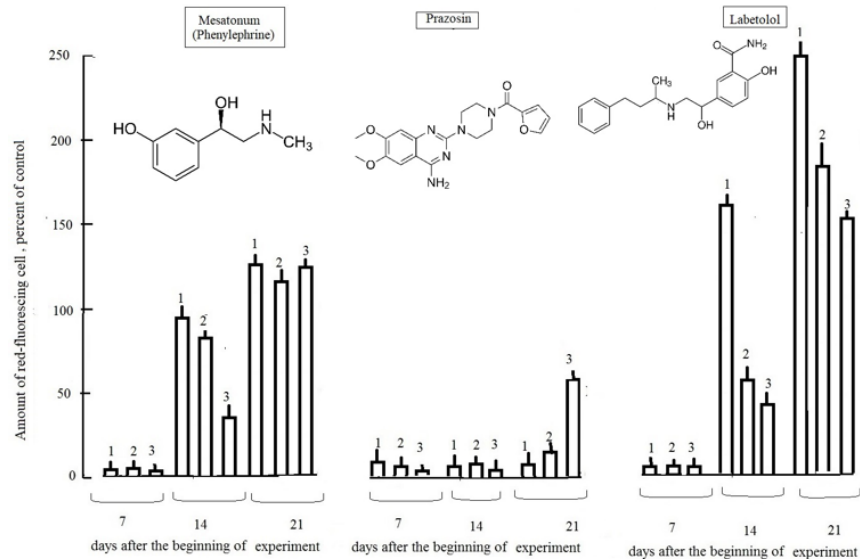 Mesatonum
(Phenylephrine)
Prazosin
Labetolol
Amount of red-fluorescing cell , percent of control
250
200
150
100
50
0
OH
HO
H
N
CH3
O
N
N
O
O
N
O
N
NH2
O
NH2
CH3
OH
NH
OH
1 2 3
1 2 3
1 2 3
1 2 3
1 2 3
1 2 3
1 2 3
1 2 3
1 2 3
7 14 21
days after the beginning of experiment
7 14 21
days after the beginning of experiment
7 14 21
days after the beginning of experiment